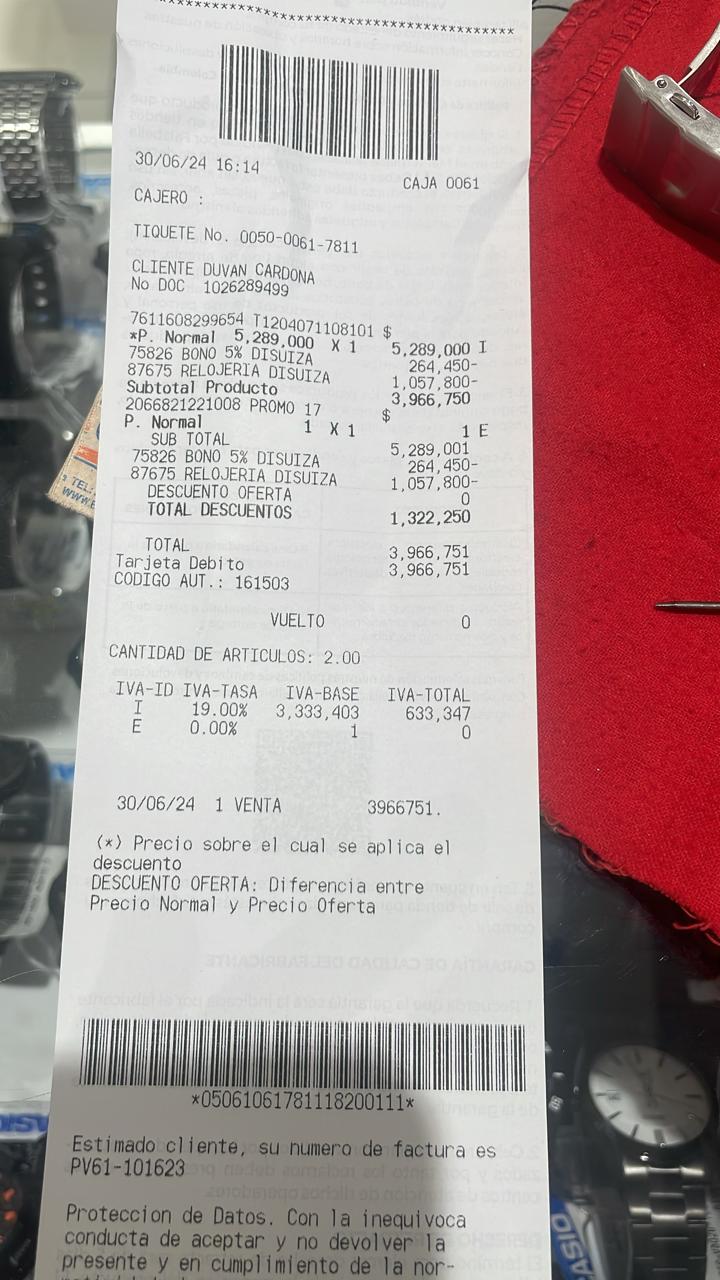 ************************************
30/06/24 16:14 CAJA 0061
CAJERO :
TIQUETE No. 0050-0061-7811
CLIENTE DUVAN CARDONA
No DOC 1026289499
7611608299654 T1204071108101 $
*P. Normal 5,289,000 X 1 5,289,000 I
75826 BONO 5% DISUIZA 264,450-
87675 RELOJERIA DISUIZA 1,057,800-
Subtotal Producto 3,966,750
2066821221008 PROMO 17 $
P. Normal 1 X 1 1 E
SUB TOTAL 5,289,001
75826 BONO 5% DISUIZA 264,450-
87675 RELOJERIA DISUIZA 1,057,800-
DESCUENTO OFERTA 0
TOTAL DESCUENTOS 1,322,250
TOTAL 3,966,751
Tarjeta Debito 3,966,751
CODIGO AUT.: 161503
VUELTO 0
CANTIDAD DE ARTICULOS: 2.00
IVA-ID IVA-TASA IVA-BASE IVA-TOTAL
I 19.00% 3,333,403 633,347
E 0.00% 1 0
30/06/24 1 VENTA 3966751.
(*) Precio sobre el cual se aplica el
descuento
DESCUENTO OFERTA: Diferencia entre
Precio Normal y Precio Oferta
*05061061781118200111*
Estimado cliente, su numero de factura es
PV61-101623
Proteccion de Datos. Con la inequivoca
conducta de aceptar y no devolver la
presente y en cumplimiento de la nor-
TEL:
WWW.
ASIO